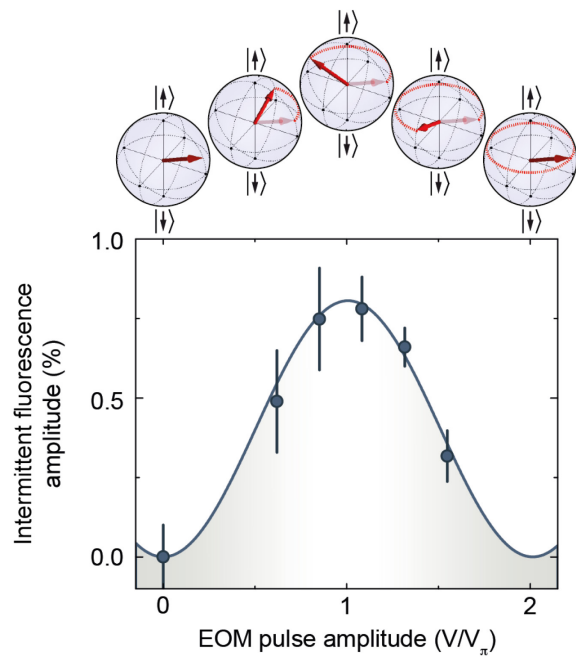 |↑⟩
|↑⟩ |↑⟩
|↑⟩ |↑⟩
|↓⟩
|↓⟩ |↓⟩
|↓⟩ |↓⟩
1.0
0.5
0.0
Intermittent fluorescence
amplitude (%)
0 1 2
EOM pulse amplitude (V/V_π)